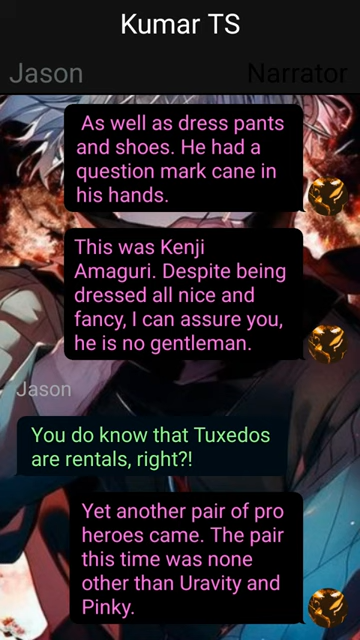 Kumar TS
Jason
Narrator
As well as dress pants
and shoes. He had a
question mark cane in
his hands.
This was Kenji
Amaguri. Despite being
dressed all nice and
fancy, I can assure you,
he is no gentleman.
Jason
You do know that Tuxedos
are rentals, right?!
Yet another pair of pro
heroes came. The pair
this time was none
other than Uravity and
Pinky.